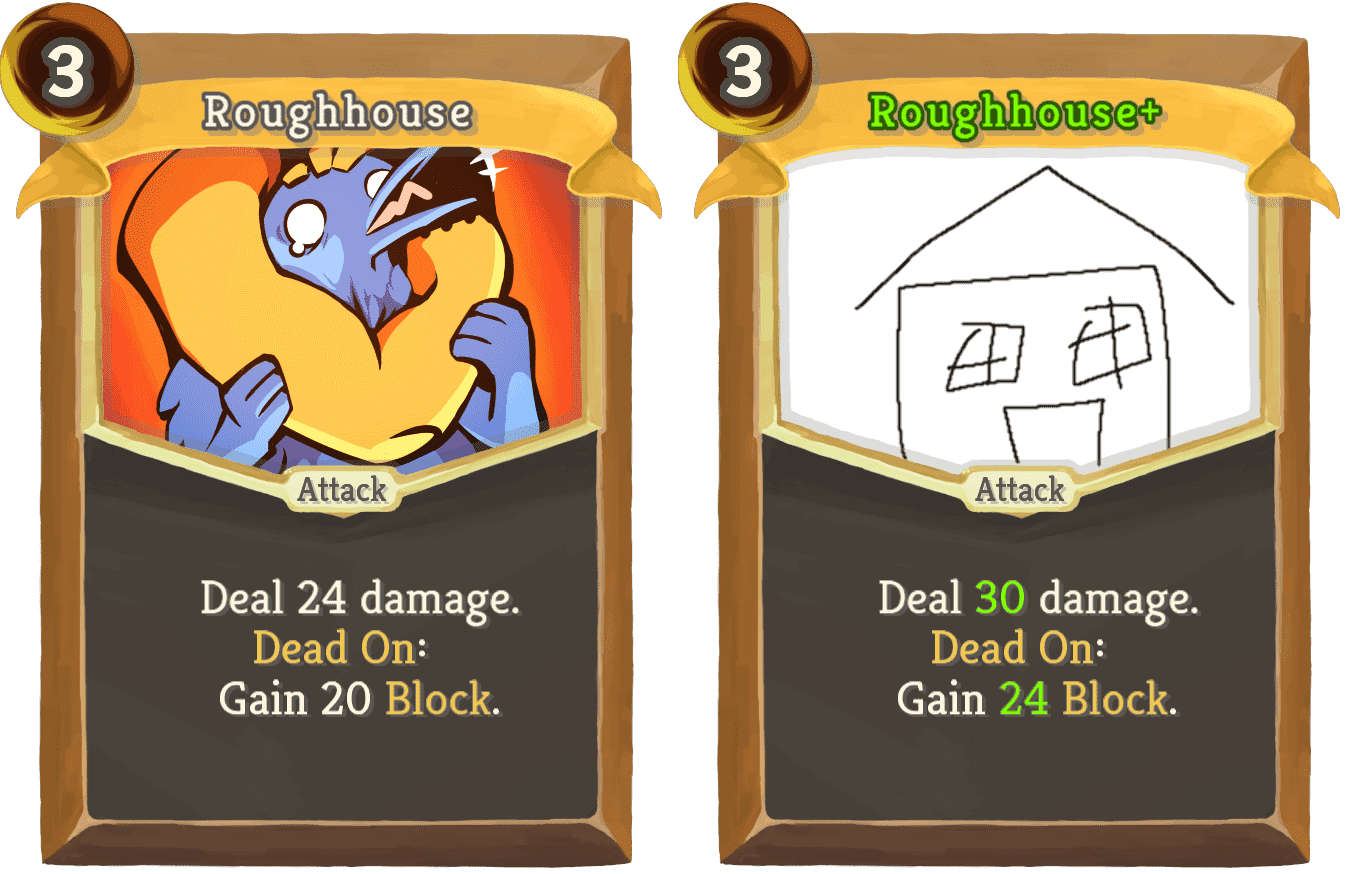 3
Roughhouse
Attack
Deal 24 damage.
Dead On:
Gain 20 Block.
3
Roughhouse+
Attack
Deal 30 damage.
Dead On:
Gain 24 Block.